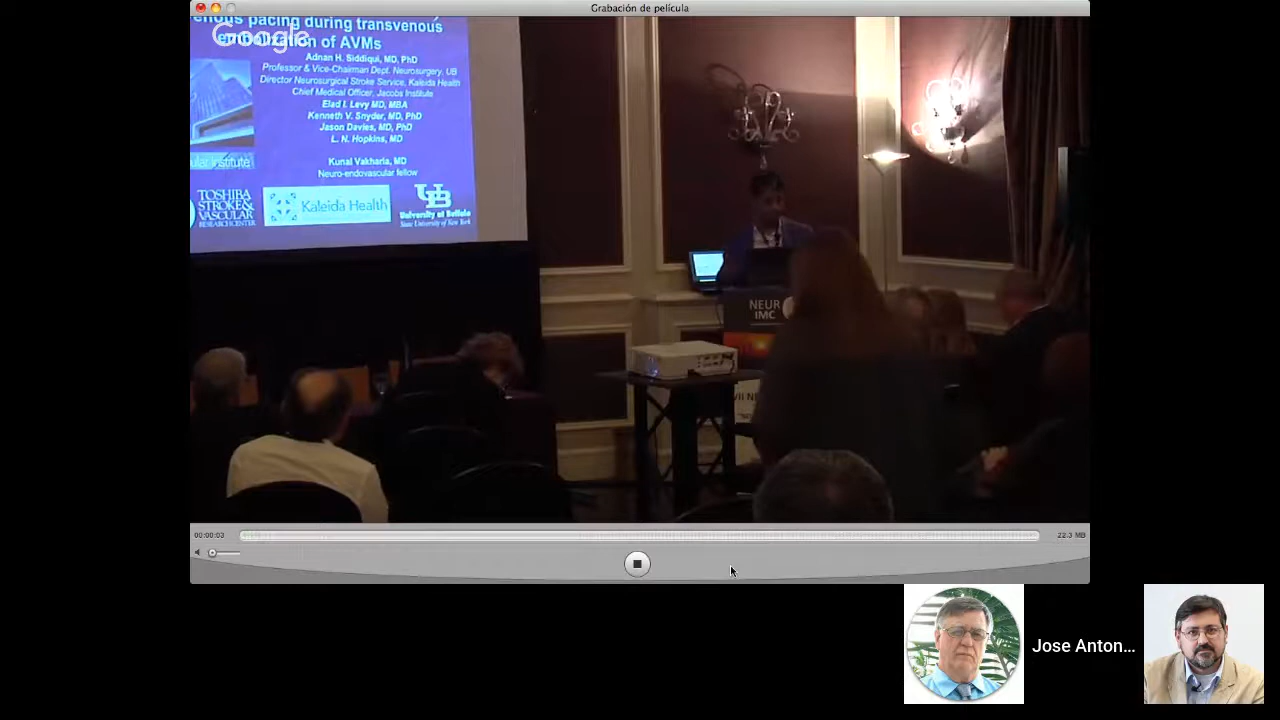 Grabación de película
Google
enous pacing during transvenous
embolization of AVMs
Adnan H. Siddiqui, MD, PhD
Professor & Vice-Chairman Dept. Neurosurgery, UB
Director Neurosurgical Stroke Service, Kaleida Health
Chief Medical Officer, Jacobs Institute
Elad I. Levy MD, MBA
Kenneth V. Snyder, MD, PhD
Jason Davies, MD, PhD
L. N. Hopkins, MD
ular institute
Kunal Vakharia, MD
Neuro-endovascular fellow
TOSHIBA
STROKE &
VASCULAR
RESEARCH CENTER
Kaleida Health
UB
University at Buffalo
State University of New York
NEUR
IMC
VII NE
00:00:03
22.3 MB
Jose Anton...